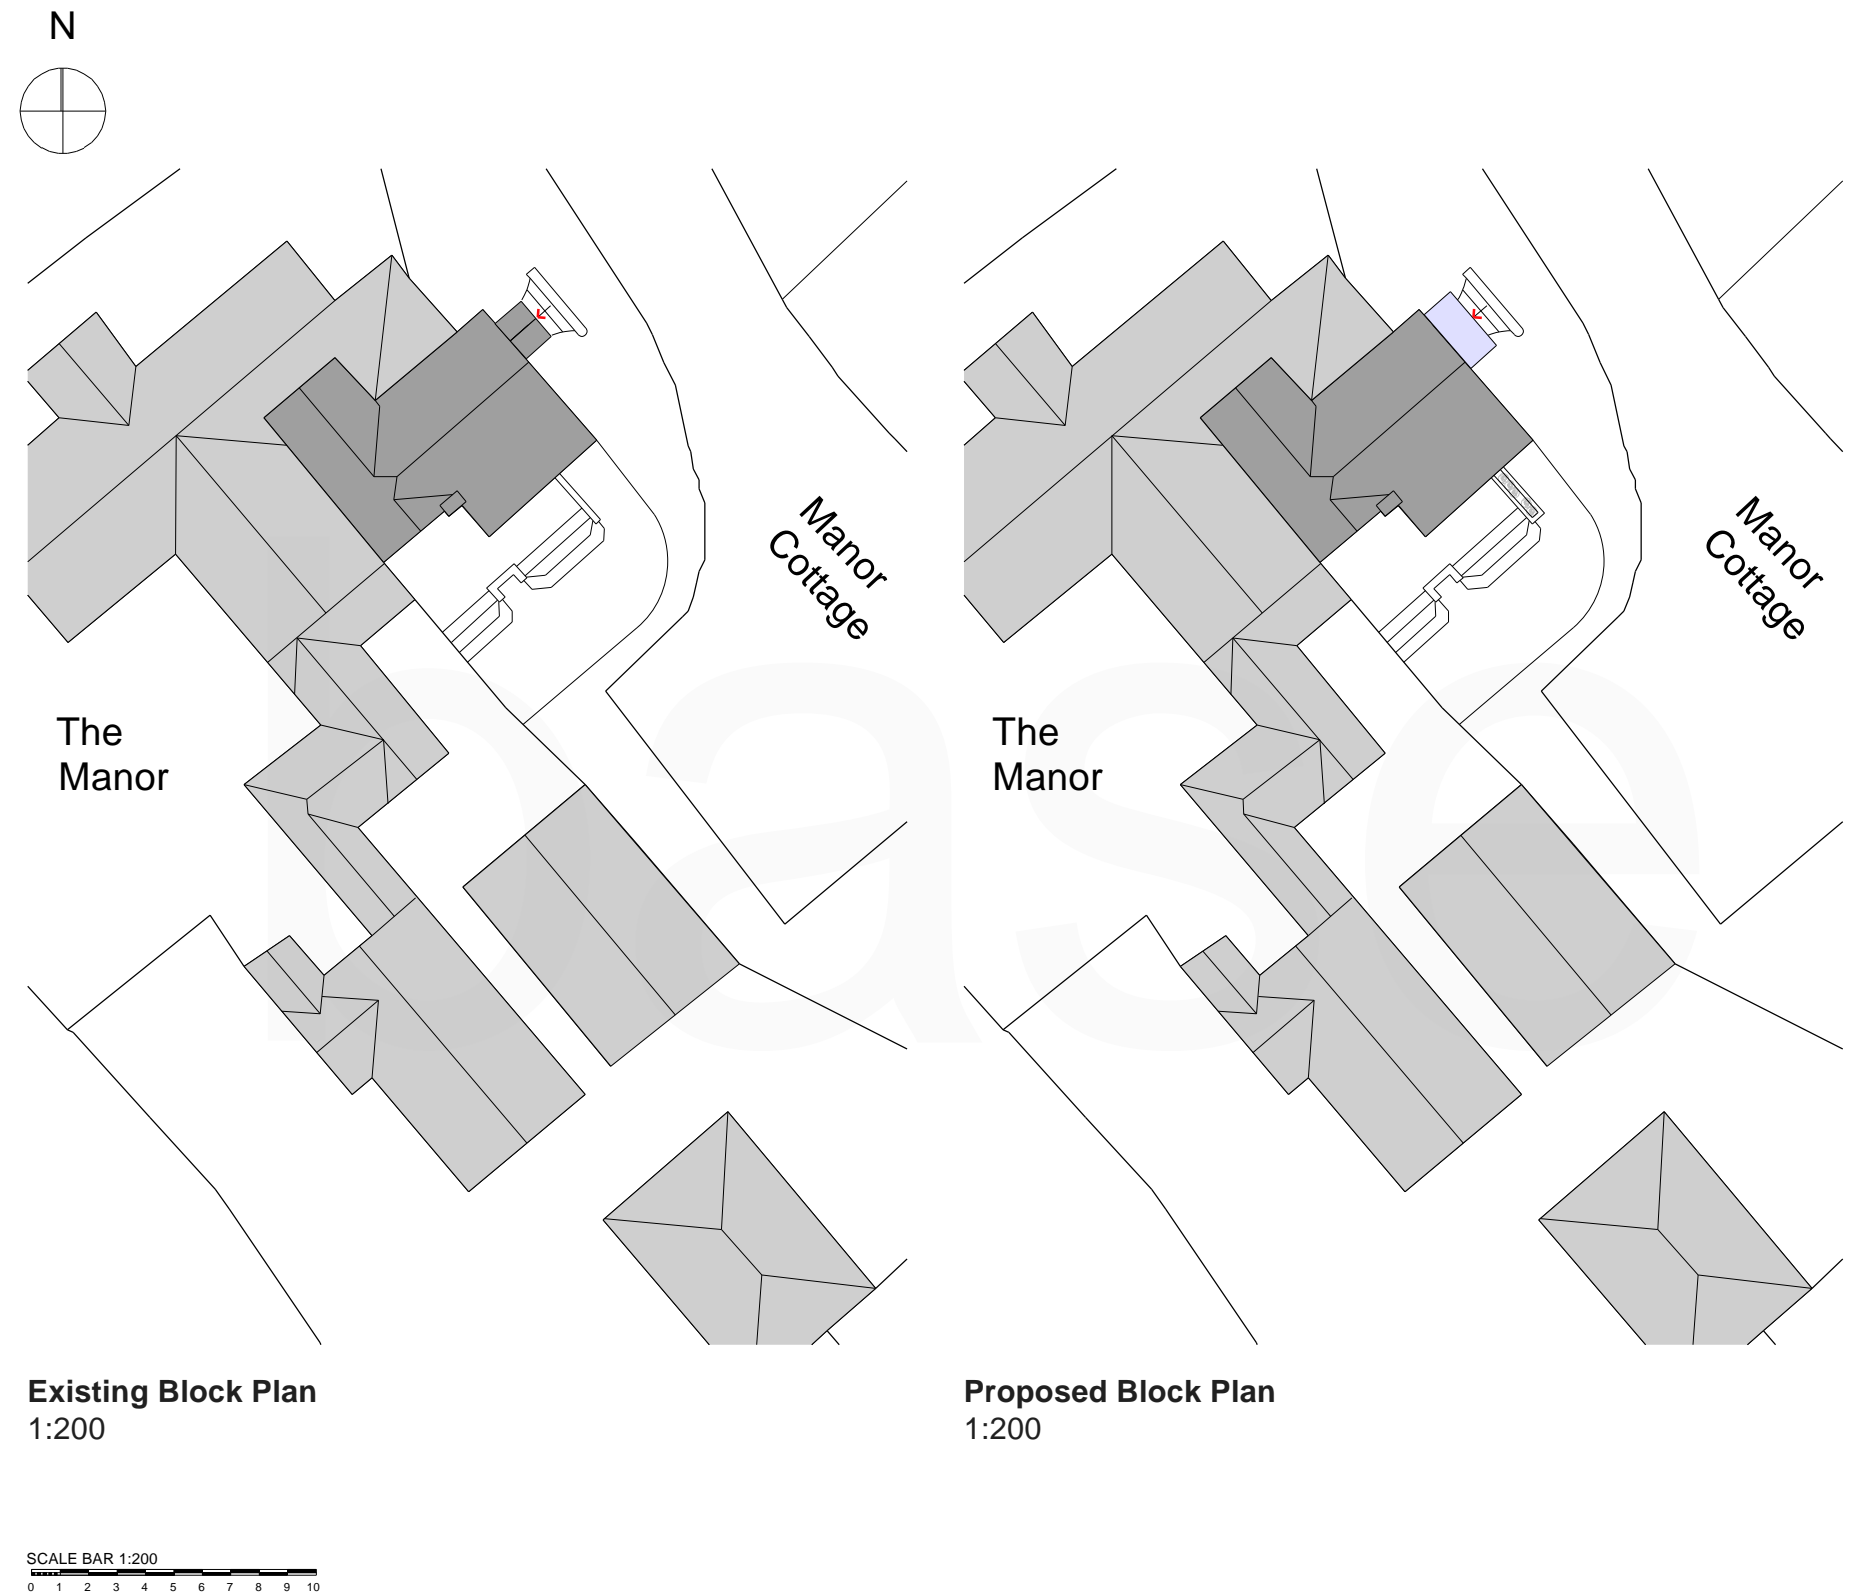 N
Manor
Cottage
The
Manor
Manor
Cottage
The
Manor
base
Existing Block Plan
1:200
Proposed Block Plan
1:200
SCALE BAR 1:200
0 1 2 3 4 5 6 7 8 9 10